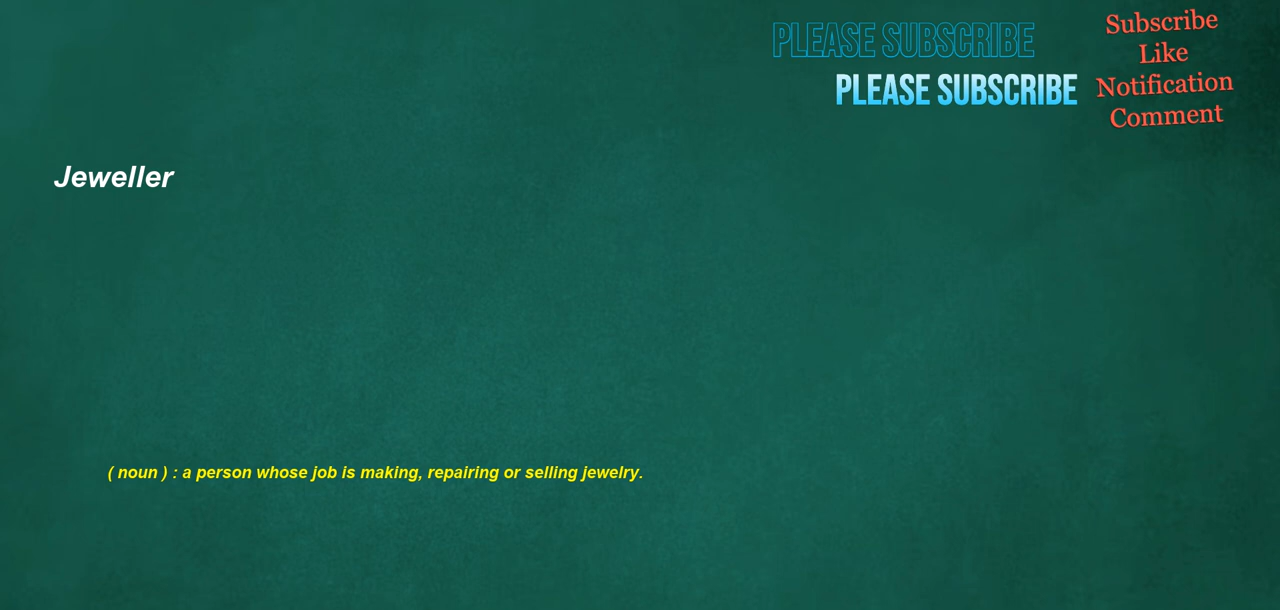 PLEASE SUBSCRIBE
PLEASE SUBSCRIBE
Subscribe
Like
Notification
Comment
Jeweller
( noun ) : a person whose job is making, repairing or selling jewelry.